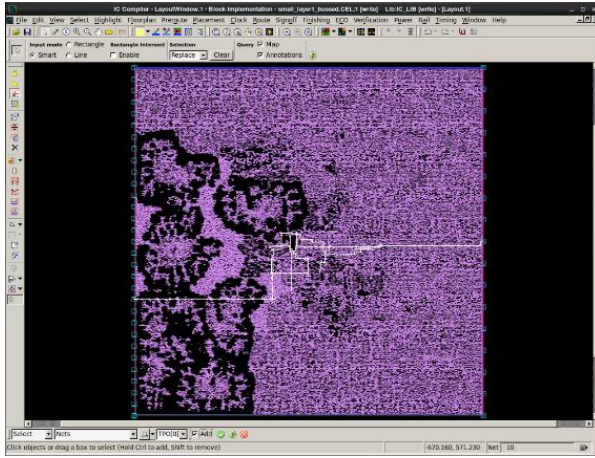 IC Compiler - LayoutWindow.1 - Block Implementation - small_layer1_bussed.CEL;1 [write] Lib:IC_LIB [write] - [Layout.1]
File Edit View Select Highlight Floorplan Preroute Placement Clock Route Signoff Finishing ECO Verification Power Rail Timing Window Help
Input mode Rectangle Rectangle Intersect Selection Query Map
Smart Line Enable Replace Clear Annotations
Select Nets TPO[0] Add
Click objects or drag a box to select (Hold Ctrl to add, Shift to remove) -670.160, 571.230 Net 10